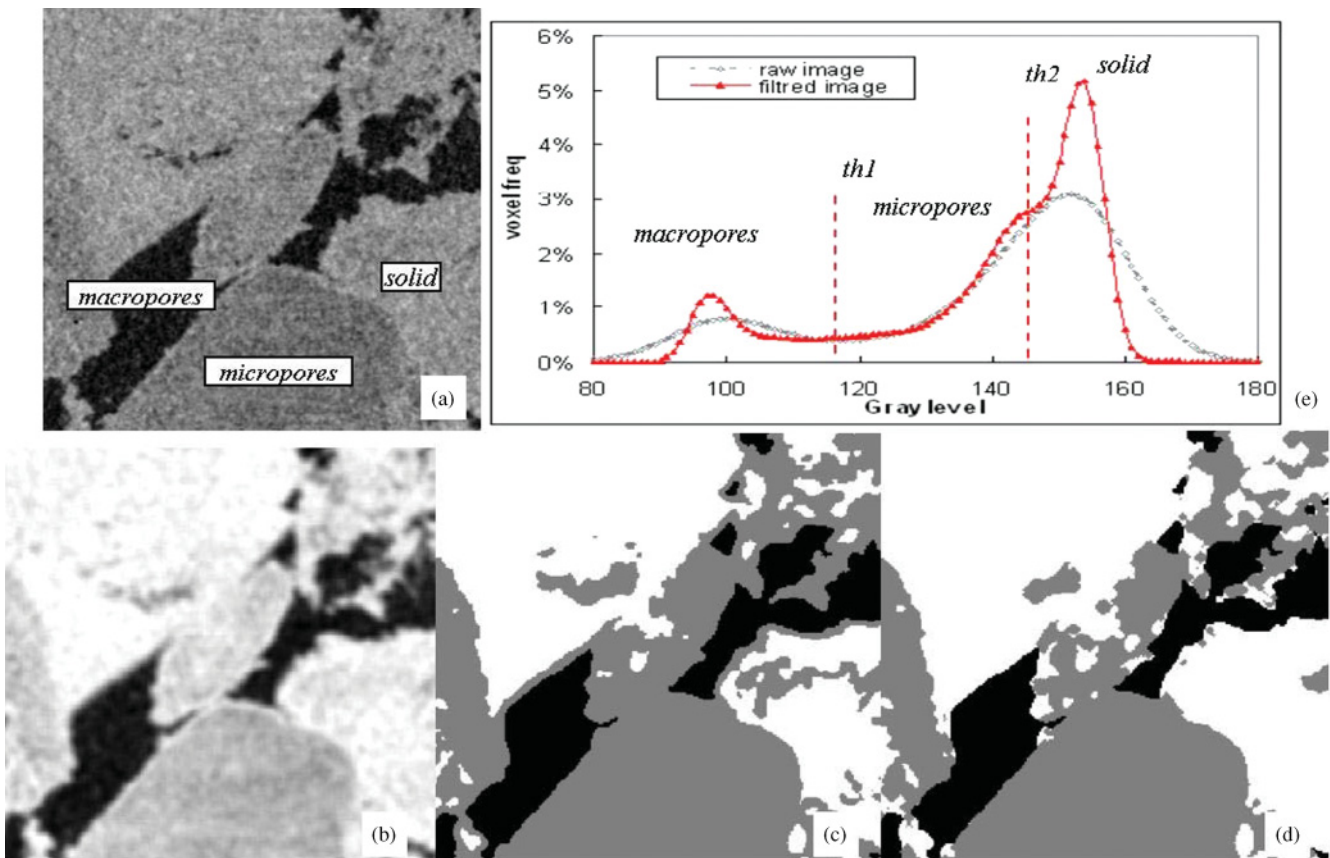 macropores
solid
micropores
(a)
6%
5%
4%
3%
2%
1%
0%
voxel freq
80
100
120
140
160
180
Gray level
raw image
filtred image
th1
th2
solid
micropores
macropores
(e)
(b)
(c)
(d)